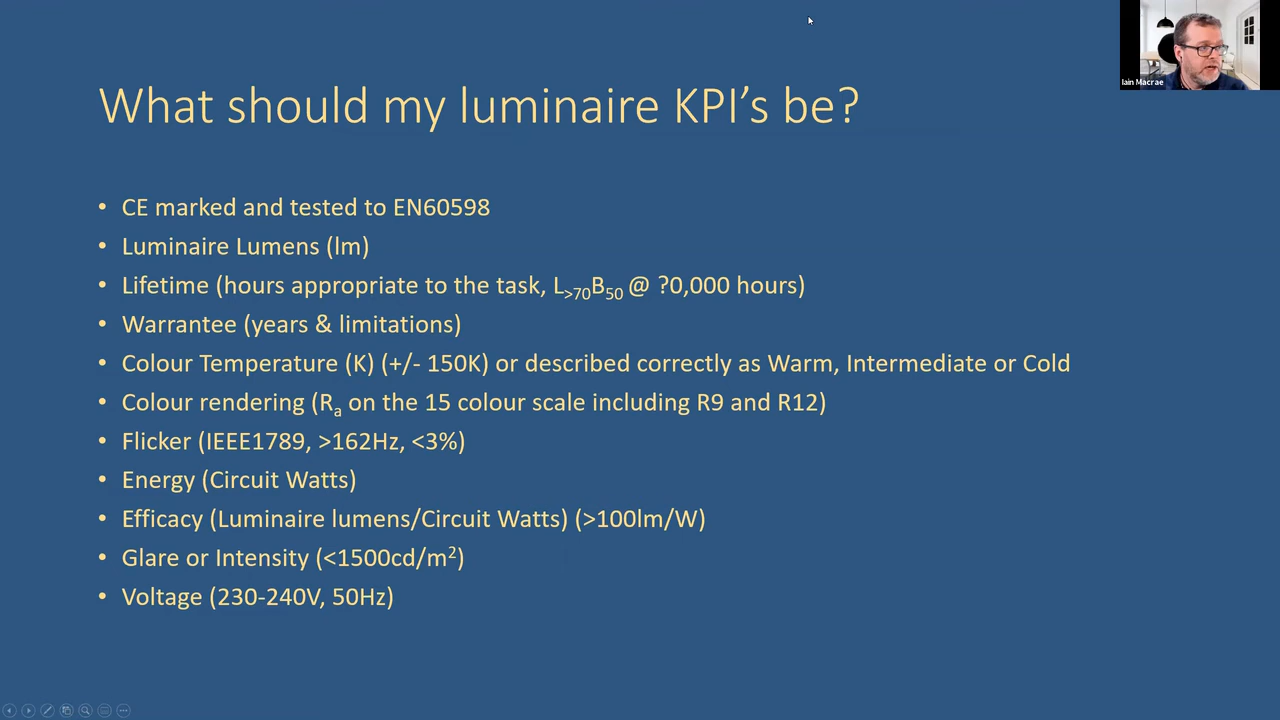 Iain Macrae
What should my luminaire KPI’s be?
• CE marked and tested to EN60598
• Luminaire Lumens (lm)
• Lifetime (hours appropriate to the task, L>70B50 @ ?0,000 hours)
• Warrantee (years & limitations)
• Colour Temperature (K) (+/- 150K) or described correctly as Warm, Intermediate or Cold
• Colour rendering (Ra on the 15 colour scale including R9 and R12)
• Flicker (IEEE1789, >162Hz, <3%)
• Energy (Circuit Watts)
• Efficacy (Luminaire lumens/Circuit Watts) (>100lm/W)
• Glare or Intensity (<1500cd/m²)
• Voltage (230-240V, 50Hz)